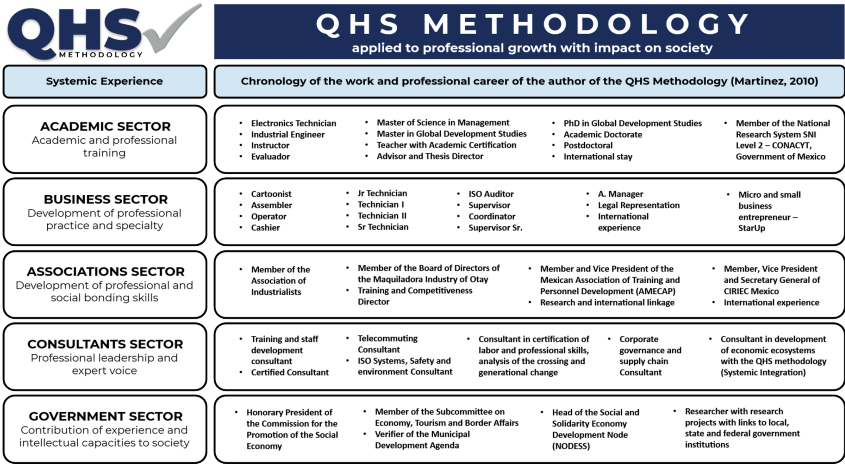 QHS
METHODOLOGY
QHS METHODOLOGY
applied to professional growth with impact on society
Systemic Experience
Chronology of the work and professional career of the author of the QHS Methodology (Martinez, 2010)
ACADEMIC SECTOR
Academic and professional
training
• Electronics Technician
• Industrial Engineer
• Instructor
• Evaluador
• Master of Science in Management
• Master in Global Development Studies
• Teacher with Academic Certification
• Advisor and Thesis Director
• PhD in Global Development Studies
• Academic Doctorate
• Postdoctoral
• International stay
• Member of the National
Research System SNI
Level 2 – CONACYT,
Government of Mexico
BUSINESS SECTOR
Development of professional
practice and specialty
• Cartoonist
• Assembler
• Operator
• Cashier
• Jr Technician
• Technician I
• Technician II
• Sr Technician
• ISO Auditor
• Supervisor
• Coordinator
• Supervisor Sr.
• A. Manager
• Legal Representation
• International
experience
• Micro and small
business
entrepreneur –
StarUp
ASSOCIATIONS SECTOR
Development of professional and
social bonding skills
• Member of the
Association of
Industrialists
• Member of the Board of Directors of
the Maquiladora Industry of Otay
• Training and Competitiveness
Director
• Member and Vice President of the
Mexican Association of Training and
Personnel Development (AMECAP)
• Research and international linkage
• Member, Vice President
and Secretary General of
CIRIEC Mexico
• International experience
CONSULTANTS SECTOR
Professional leadership and
expert voice
• Training and staff
development
consultant
• Certified Consultant
• Telecommuting
Consultant
• ISO Systems, Safety and
environment Consultant
• Consultant in certification of
labor and professional skills,
analysis of the crossing and
generational change
• Corporate
governance and
supply chain
Consultant
• Consultant in development
of economic ecosystems
with the QHS methodology
(Systemic Integration)
GOVERNMENT SECTOR
Contribution of experience and
intellectual capacities to society
• Honorary President of
the Commission for the
Promotion of the Social
Economy
• Member of the Subcommittee on
Economy, Tourism and Border Affairs
• Verifier of the Municipal
Development Agenda
• Head of the Social and
Solidarity Economy
Development Node
(NODESS)
• Researcher with research
projects with links to local,
state and federal government
institutions